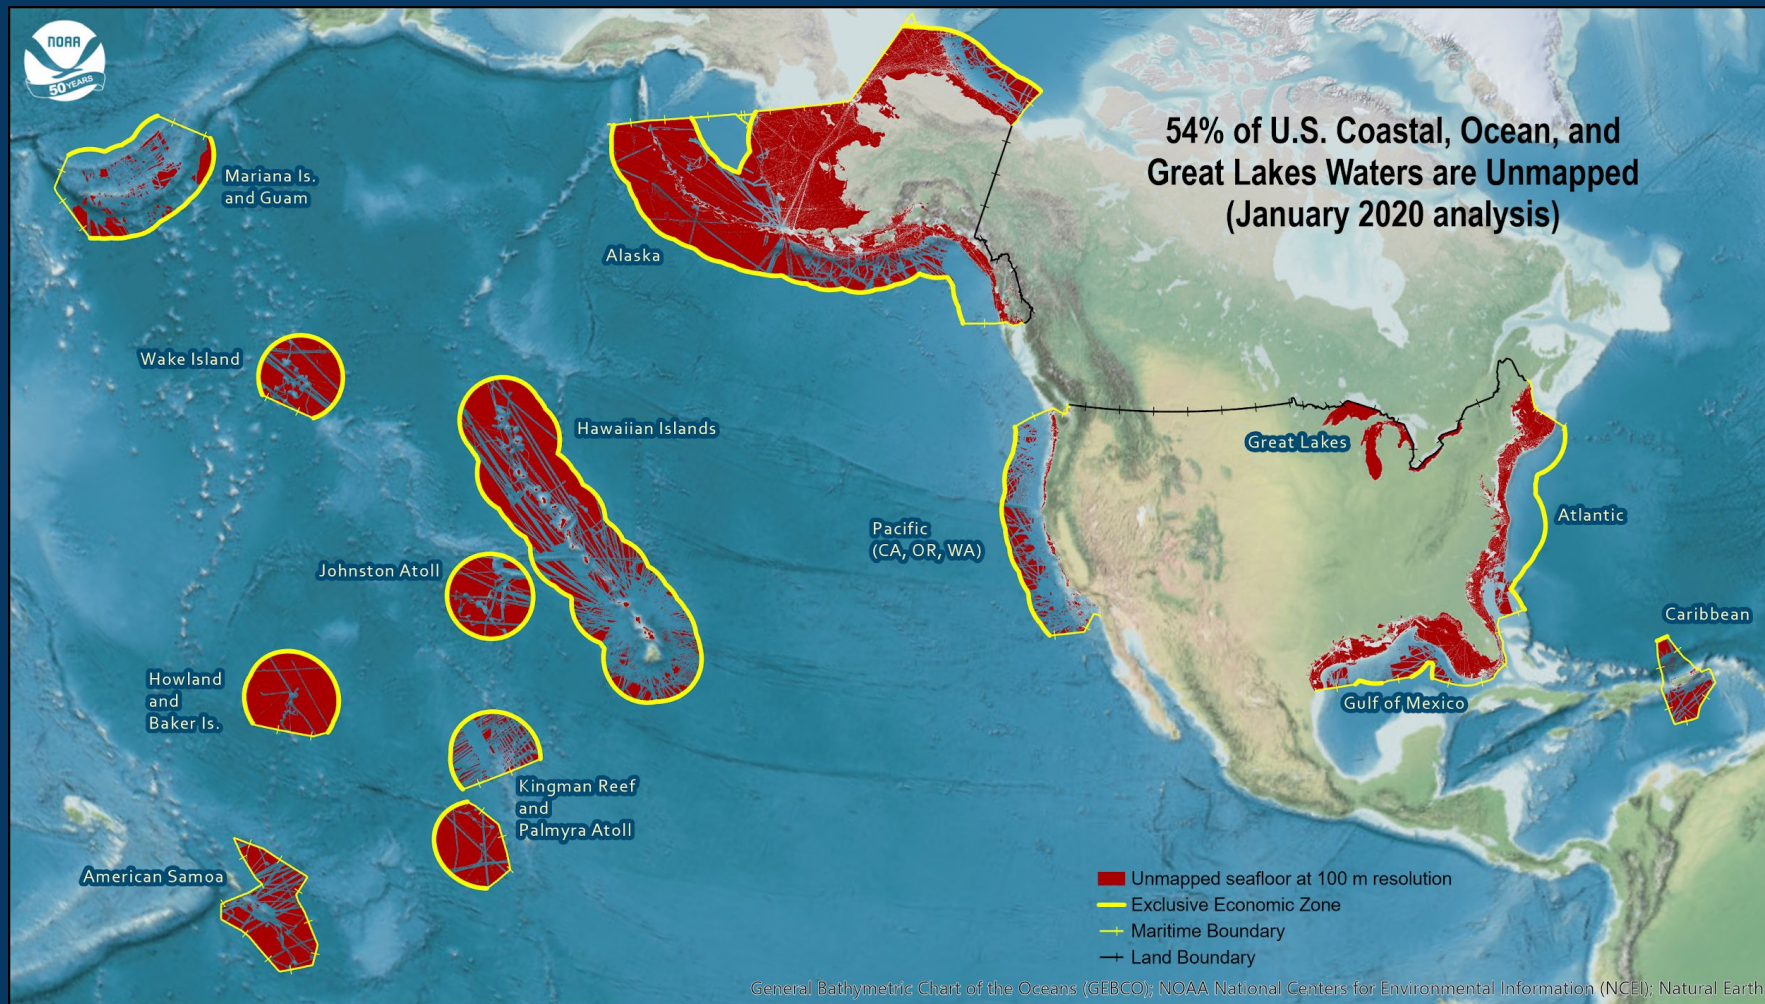 NOAA
50 YEARS
54% of U.S. Coastal, Ocean, and
Great Lakes Waters are Unmapped
(January 2020 analysis)
Mariana Is.
and Guam
Alaska
Wake Island
Hawaiian Islands
Great Lakes
Pacific
(CA, OR, WA)
Atlantic
Johnston Atoll
Caribbean
Howland
and
Baker Is.
Gulf of Mexico
Kingman Reef
and
Palmyra Atoll
American Samoa
Unmapped seafloor at 100 m resolution
Exclusive Economic Zone
Maritime Boundary
Land Boundary
General Bathymetric Chart of the Oceans (GEBCO); NOAA National Centers for Environmental Information (NCEI); Natural Earth